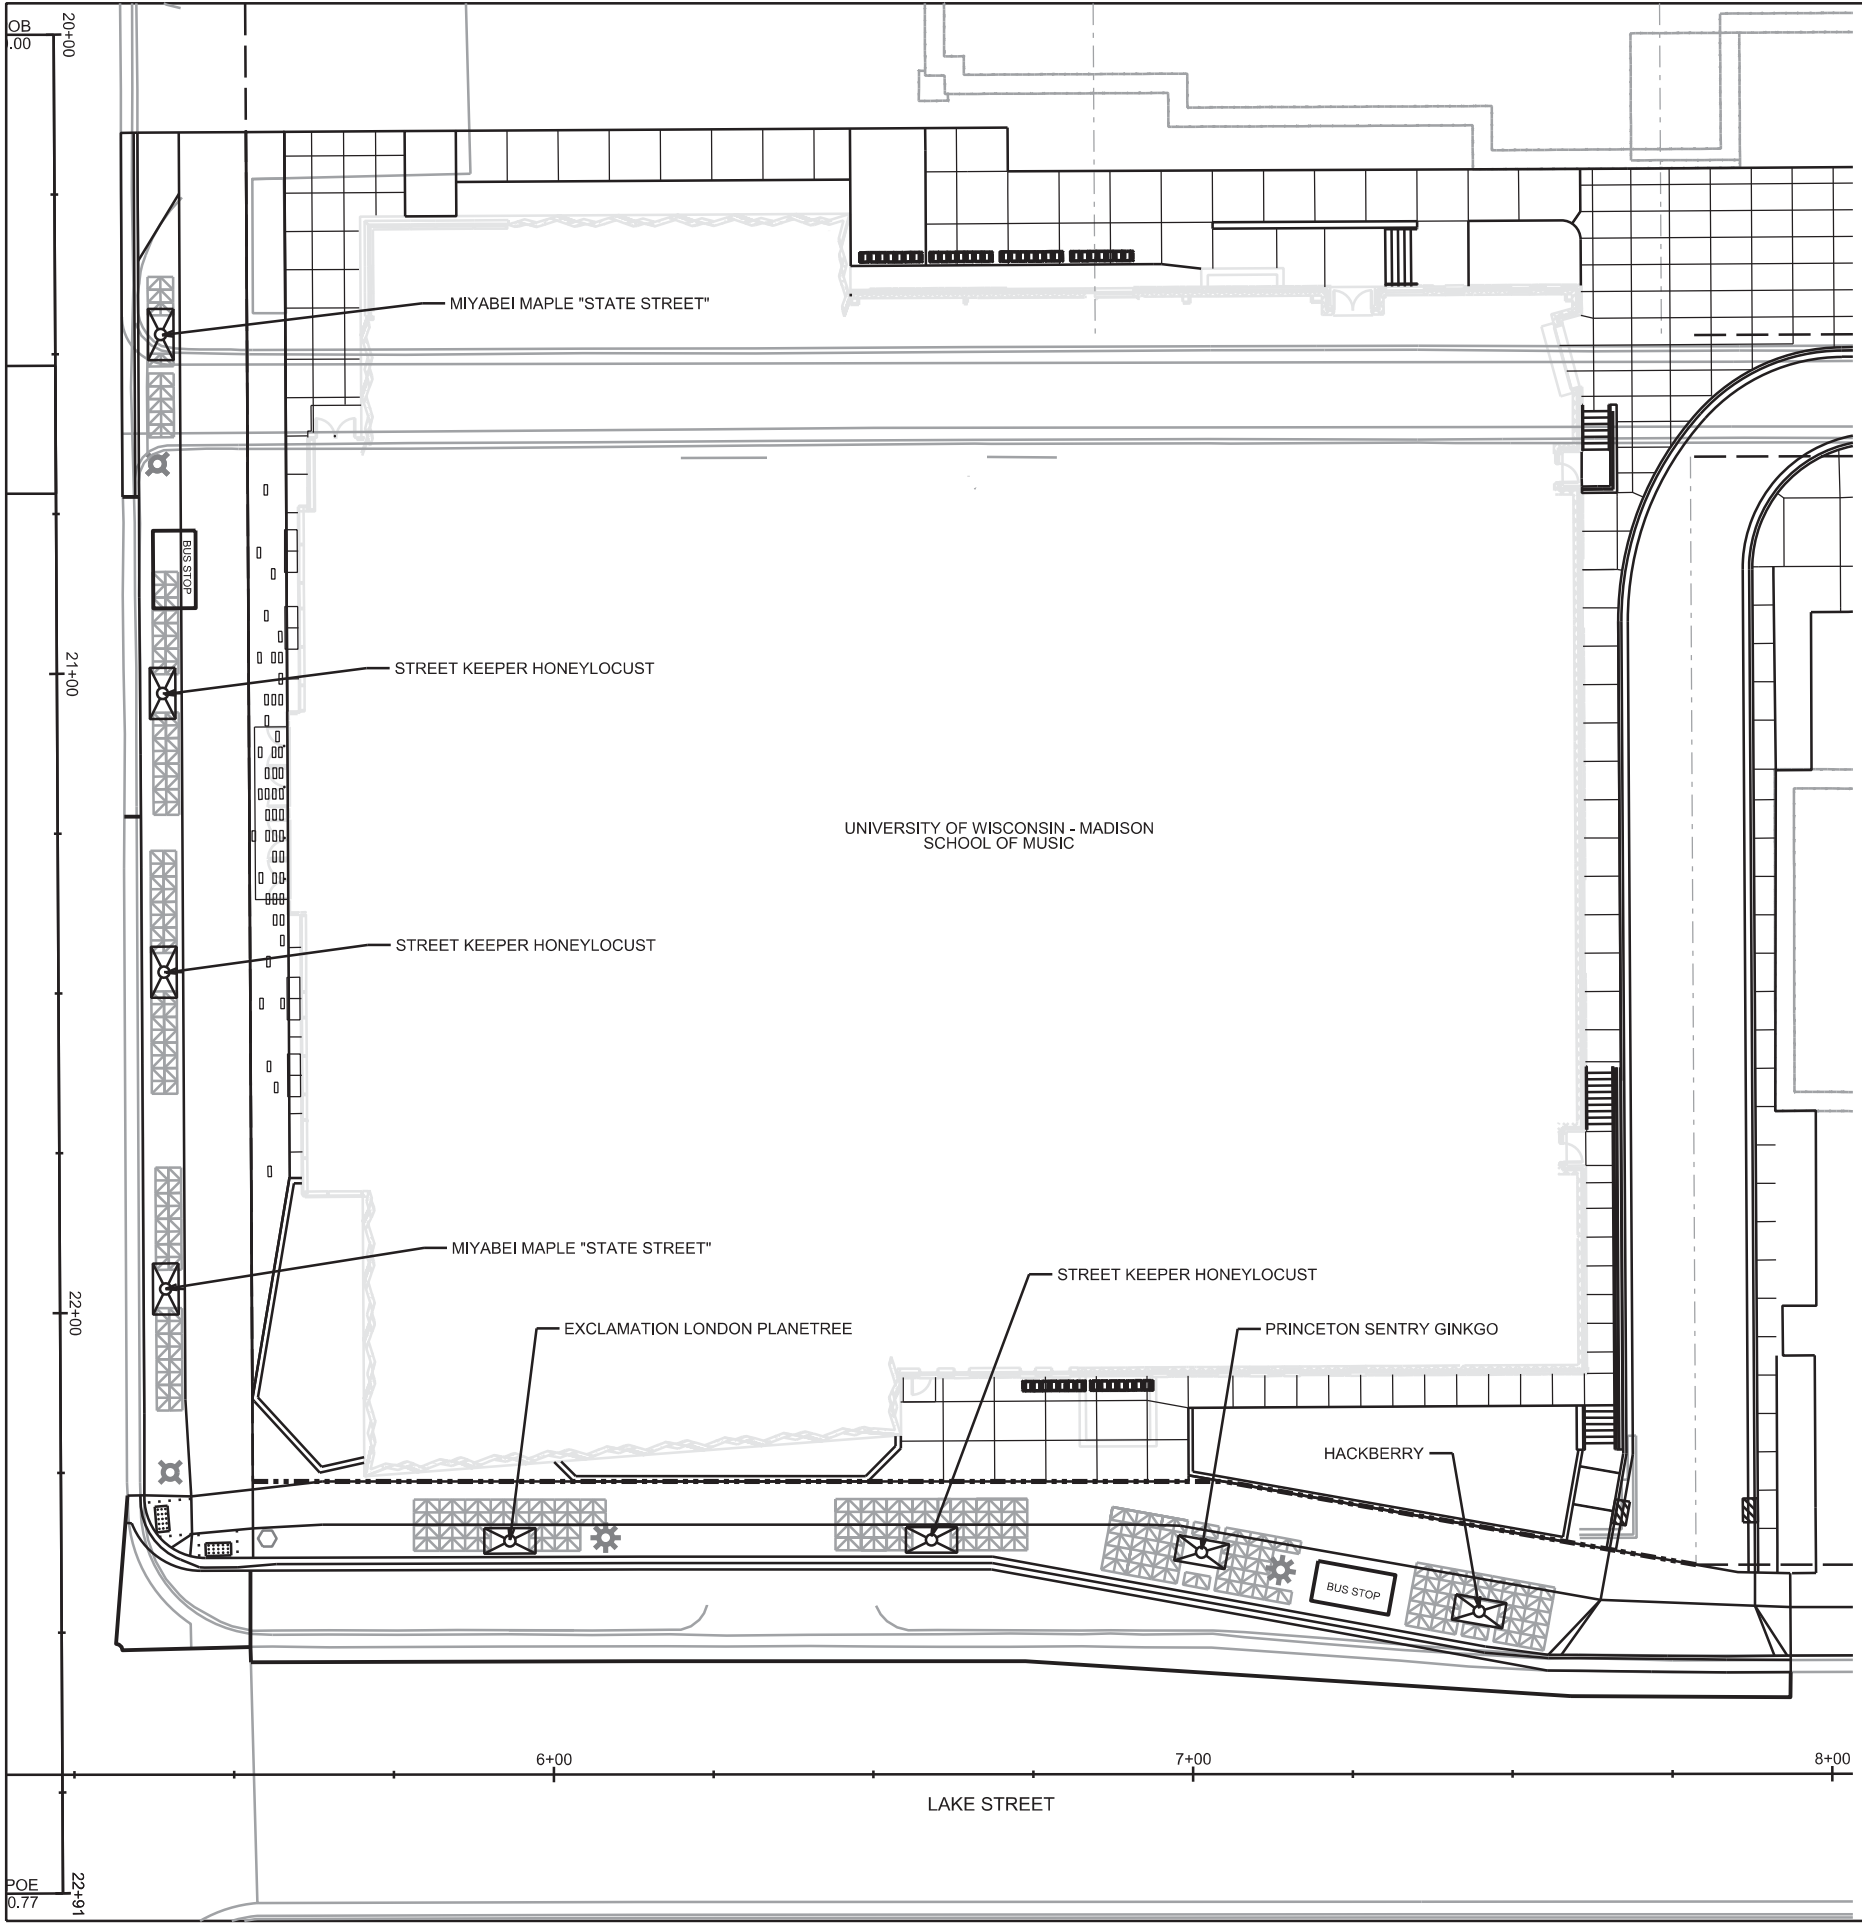 OB
.00
20+00
MIYABEI MAPLE "STATE STREET"
BUS STOP
21+00
STREET KEEPER HONEYLOCUST
UNIVERSITY OF WISCONSIN - MADISON
SCHOOL OF MUSIC
STREET KEEPER HONEYLOCUST
MIYABEI MAPLE "STATE STREET"
22+00
STREET KEEPER HONEYLOCUST
EXCLAMATION LONDON PLANETREE
PRINCETON SENTRY GINKGO
HACKBERRY
BUS STOP
6+00
7+00
8+00
LAKE STREET
POE
0.77
22+91